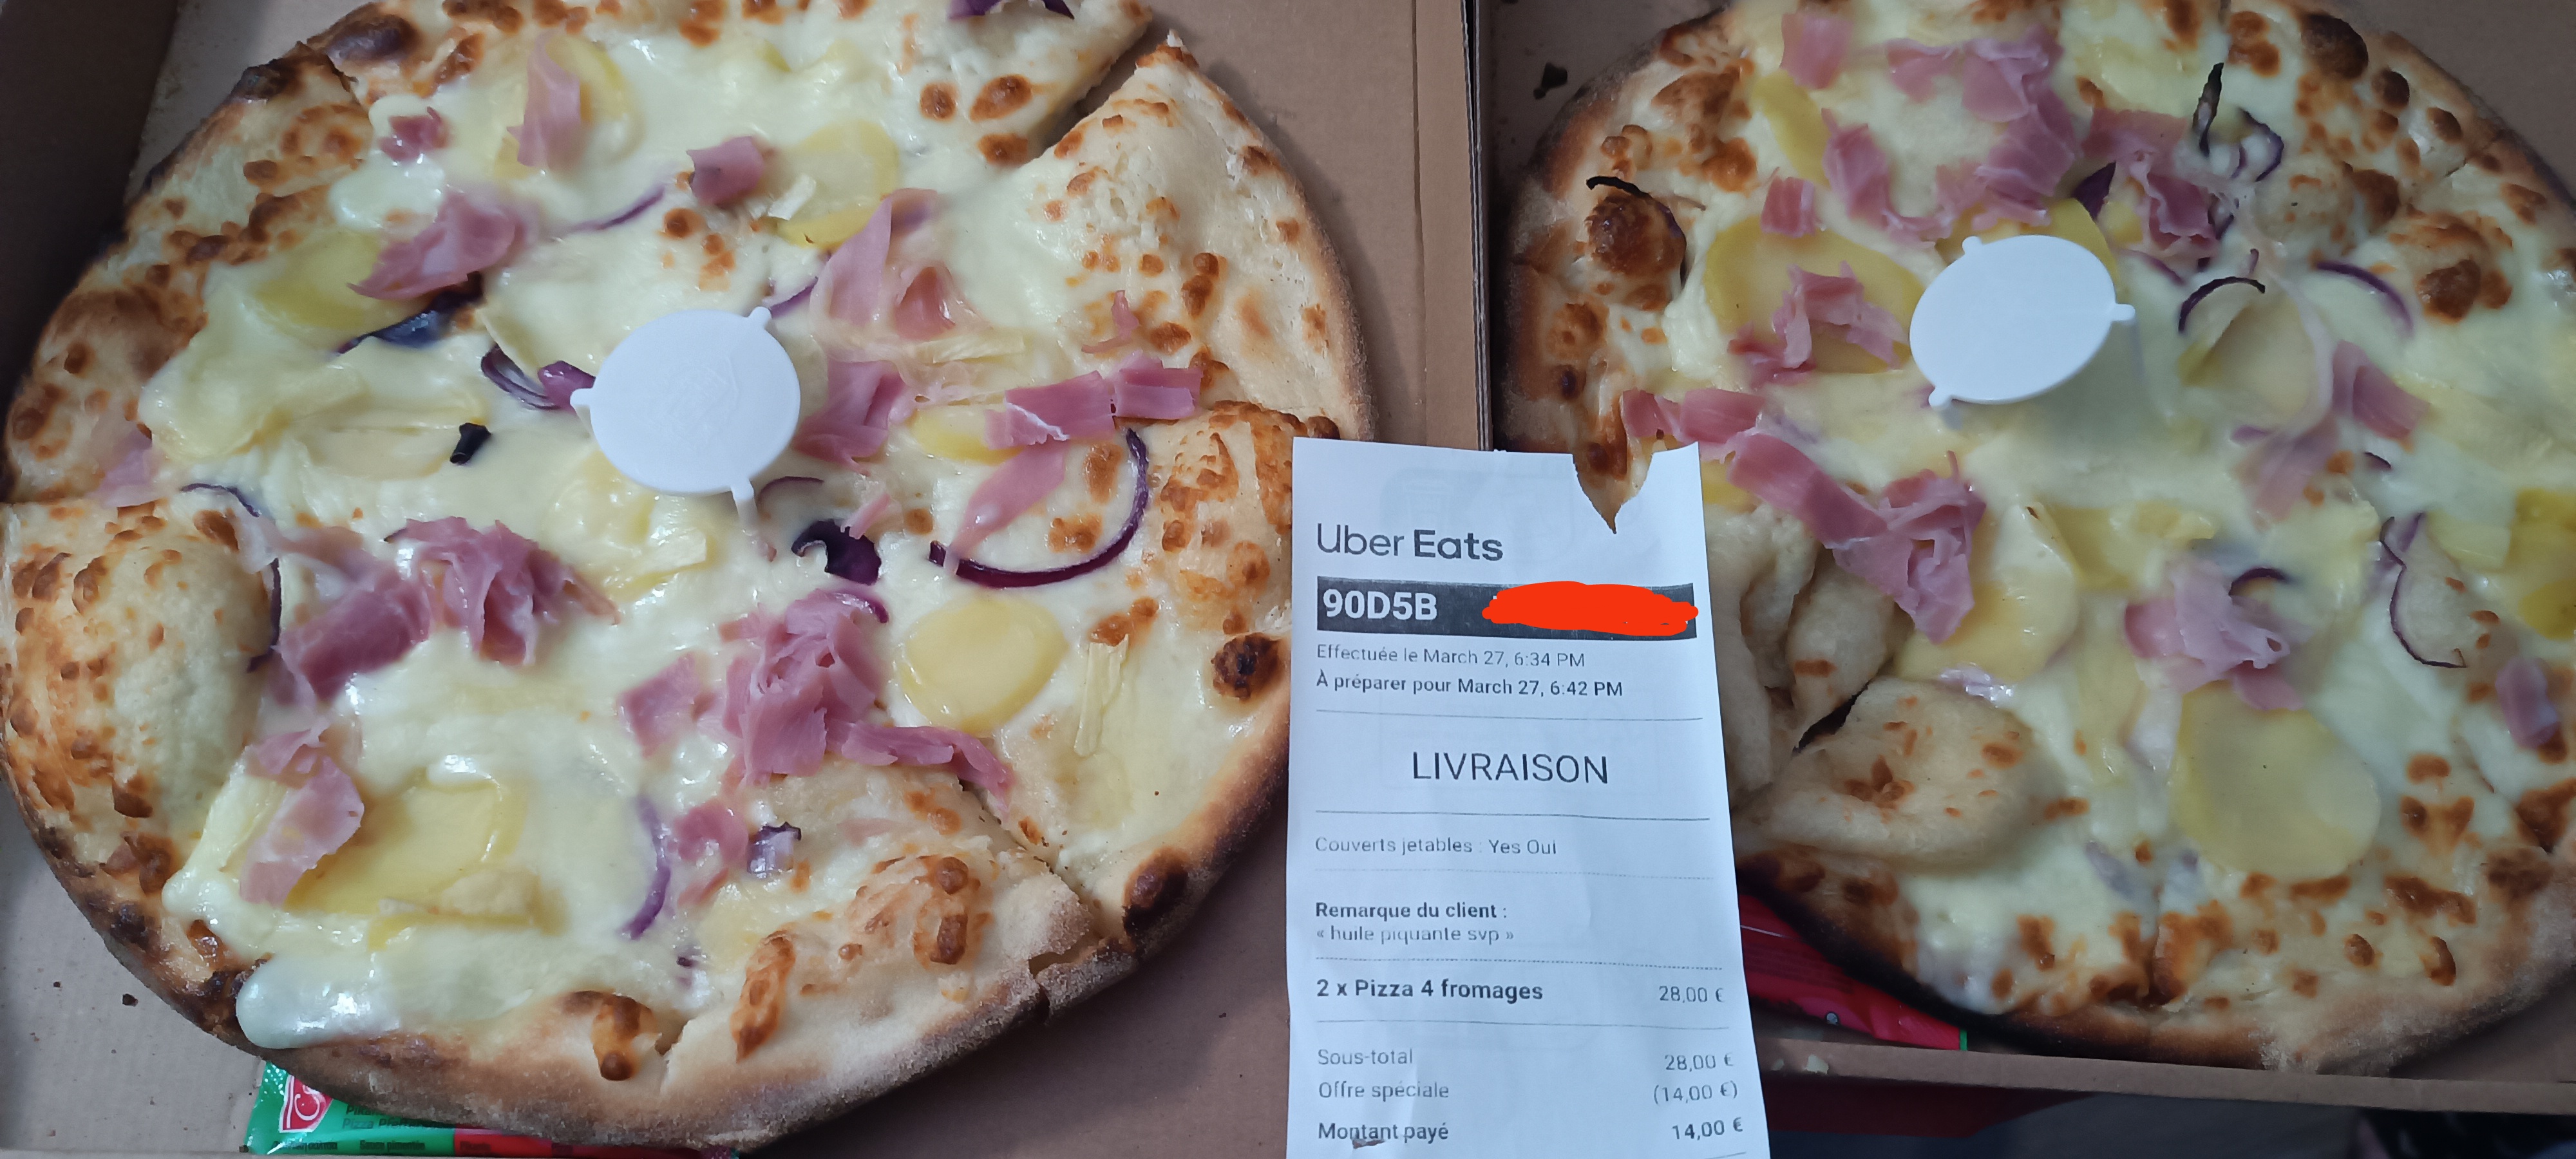 Uber Eats
90D5B
Effectuée le March 27, 6:34 PM
À préparer pour March 27, 6:42 PM
LIVRAISON
Couverts jetables : Yes Oui
Remarque du client :
« huile piquante svp »
2 x Pizza 4 fromages 28,00 €
Sous-total 28,00 €
Offre spéciale (14,00 €)
Montant payé 14,00 €